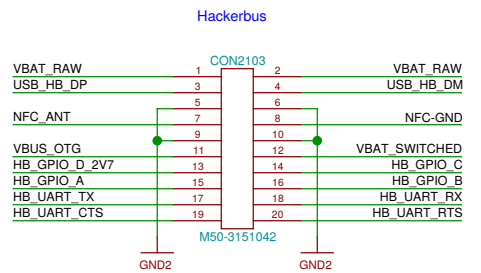 Hackerbus
CON2103
VBAT_RAW 1 2 VBAT_RAW
USB_HB_DP 3 4 USB_HB_DM
5 6
NFC_ANT 7 8 NFC-GND
9 10
VBUS_OTG 11 12 VBAT_SWITCHED
HB_GPIO_D_2V7 13 14 HB_GPIO_C
HB_GPIO_A 15 16 HB_GPIO_B
HB_UART_TX 17 18 HB_UART_RX
HB_UART_CTS 19 20 HB_UART_RTS
M50-3151042
GND2 GND2